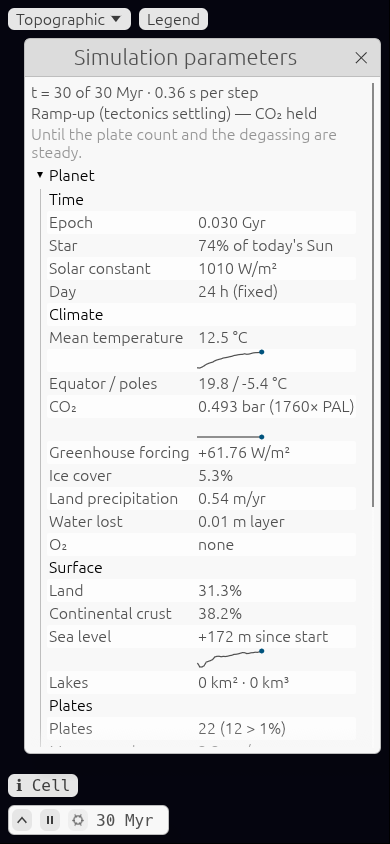 Topographic ▼ Legend
Simulation parameters
t = 30 of 30 Myr · 0.36 s per step
Ramp-up (tectonics settling) — CO₂ held
Until the plate count and the degassing are
steady.
▼ Planet
Time
Epoch 0.030 Gyr
Star 74% of today's Sun
Solar constant 1010 W/m²
Day 24 h (fixed)
Climate
Mean temperature 12.5 °C
Equator / poles 19.8 / -5.4 °C
CO₂ 0.493 bar (1760× PAL)
Greenhouse forcing +61.76 W/m²
Ice cover 5.3%
Land precipitation 0.54 m/yr
Water lost 0.01 m layer
O₂ none
Surface
Land 31.3%
Continental crust 38.2%
Sea level +172 m since start
Lakes 0 km² · 0 km³
Plates
Plates 22 (12 > 1%)
ℹ Cell
30 Myr